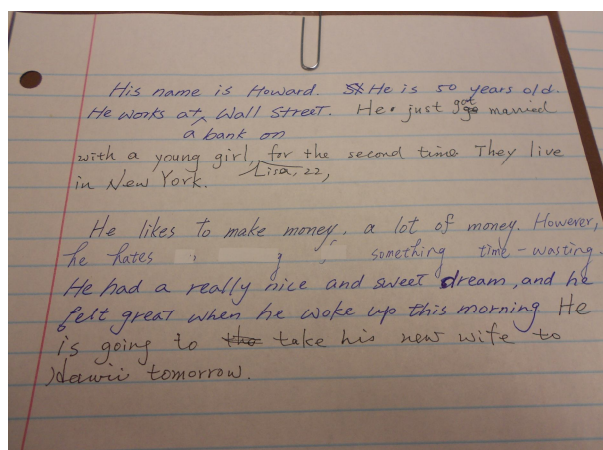 His name is Howard. He is 50 years old.
He works at Wall Street. He just got married
a bank on
with a young girl, for the second time They live
Lisa, 22,
in New York.
He likes to make money, a lot of money. However,
he hates something time-wasting.
He had a really nice and sweet dream, and he
felt great when he woke up this morning He
is going to the take his new wife to
Hawii tomorrow.